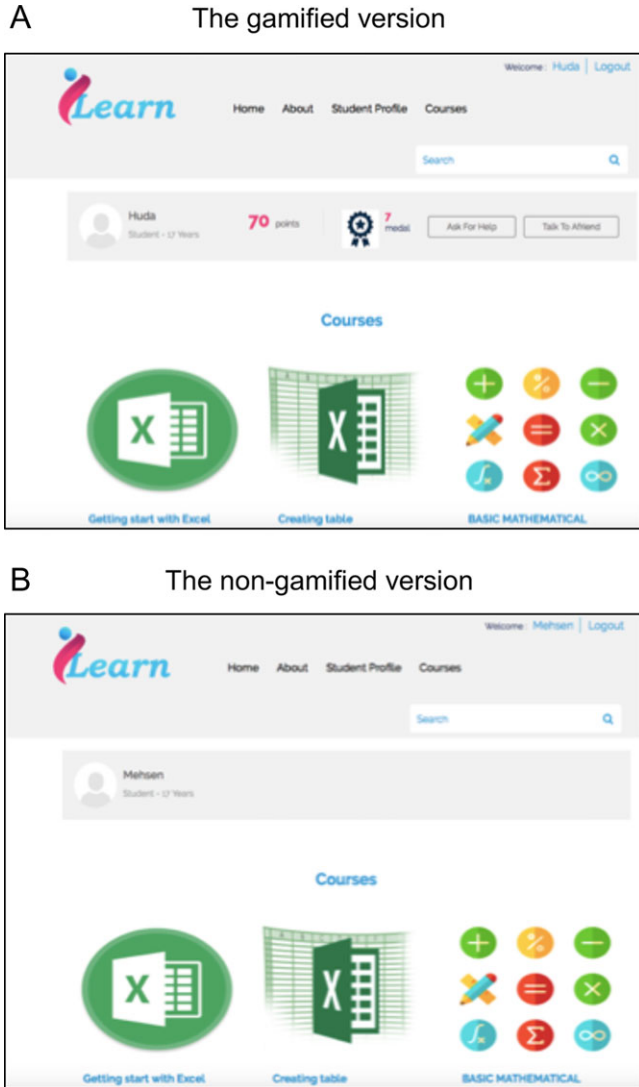 A The gamified version
Welcome : Huda | Logout
iLearn
Home About Student Profile Courses
Search
Huda
Student - 17 Years
70 points
7
medal
Ask For Help
Talk To Afriend
Courses
Getting start with Excel
Creating table
BASIC MATHEMATICAL
B The non-gamified version
Welcome : Mehsen | Logout
iLearn
Home About Student Profile Courses
Search
Mehsen
Student - 17 Years
Courses
Getting start with Excel
Creating table
BASIC MATHEMATICAL